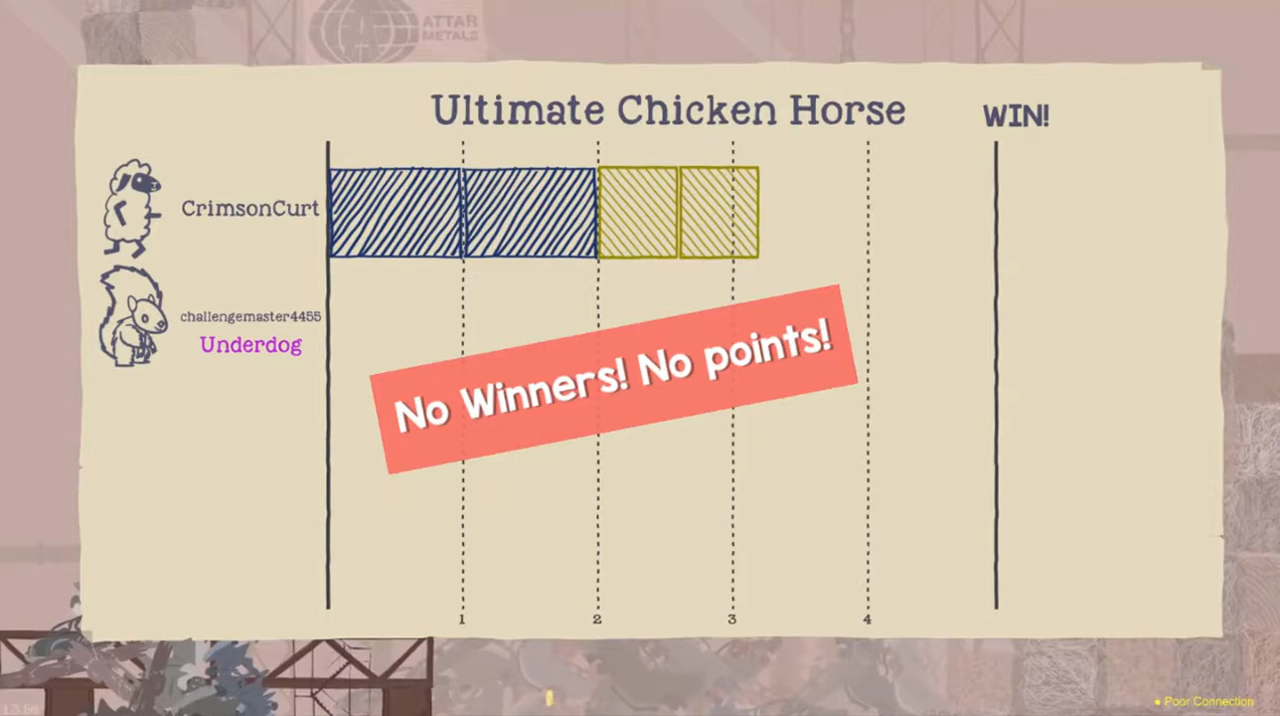 ATTAR
METALS
Ultimate Chicken Horse
WIN!
CrimsonCurt
challengemaster4455
Underdog
No Winners! No points!
1
2
3
4
• Poor Connection